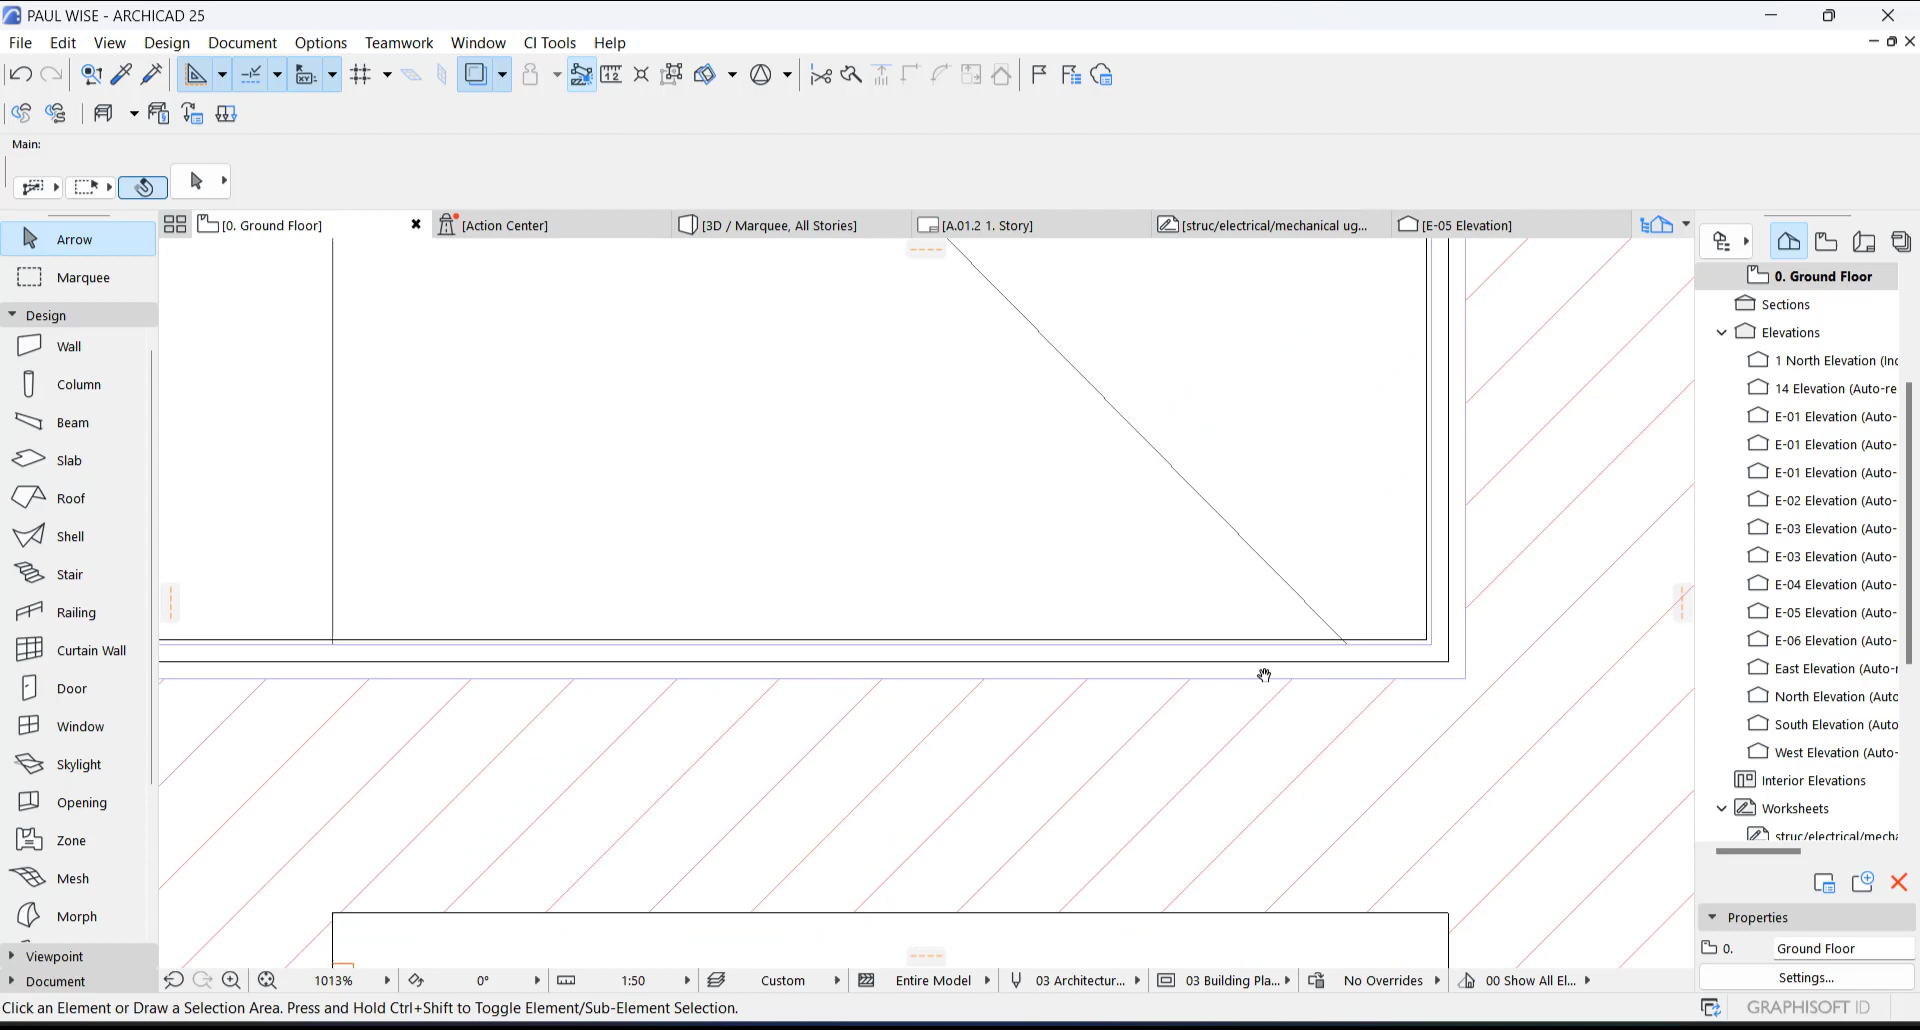 PAUL WISE - ARCHICAD 25
File Edit View Design Document Options Teamwork Window CI Tools Help
Main:
[0. Ground Floor] [Action Center] [3D / Marquee, All Stories] [A.01.2 1. Story] [struc/electrical/mechanical ug... [E-05 Elevation]
Arrow
Marquee
Design
Wall
Column
Beam
Slab
Roof
Shell
Stair
Railing
Curtain Wall
Door
Window
Skylight
Opening
Zone
Mesh
Morph
Viewpoint
Document
0. Ground Floor
Sections
Elevations
1 North Elevation (Inc
14 Elevation (Auto-re
E-01 Elevation (Auto-
E-01 Elevation (Auto-
E-01 Elevation (Auto-
E-02 Elevation (Auto-
E-03 Elevation (Auto-
E-03 Elevation (Auto-
E-04 Elevation (Auto-
E-05 Elevation (Auto-
E-06 Elevation (Auto-
East Elevation (Auto-r
North Elevation (Auto
South Elevation (Auto
West Elevation (Auto-
Interior Elevations
Worksheets
struc/electrical/mecha
Properties
0. Ground Floor
Settings...
1013% 0° 1:50 Custom Entire Model 03 Architectur... 03 Building Pla... No Overrides 00 Show All El...
Click an Element or Draw a Selection Area. Press and Hold Ctrl+Shift to Toggle Element/Sub-Element Selection.
GRAPHISOFT ID